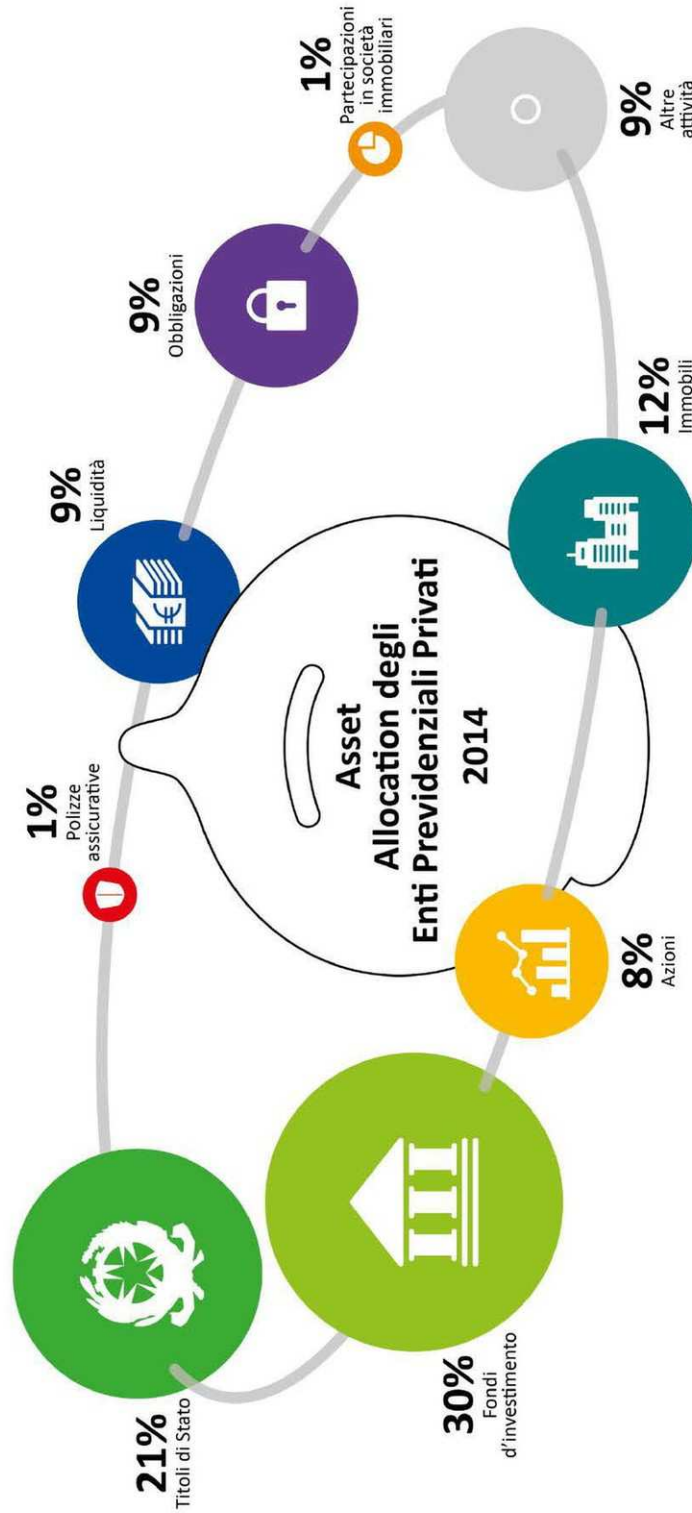 21%
Titoli di Stato
1%
Polizze
assicurative
9%
Liquidità
9%
Obbligazioni
1%
Partecipazioni
in società
immobiliari
Asset
Allocation degli
Enti Previdenziali Privati
2014
30%
Fondi
d'investimento
8%
Azioni
12%
Immobili
9%
Altre
attività